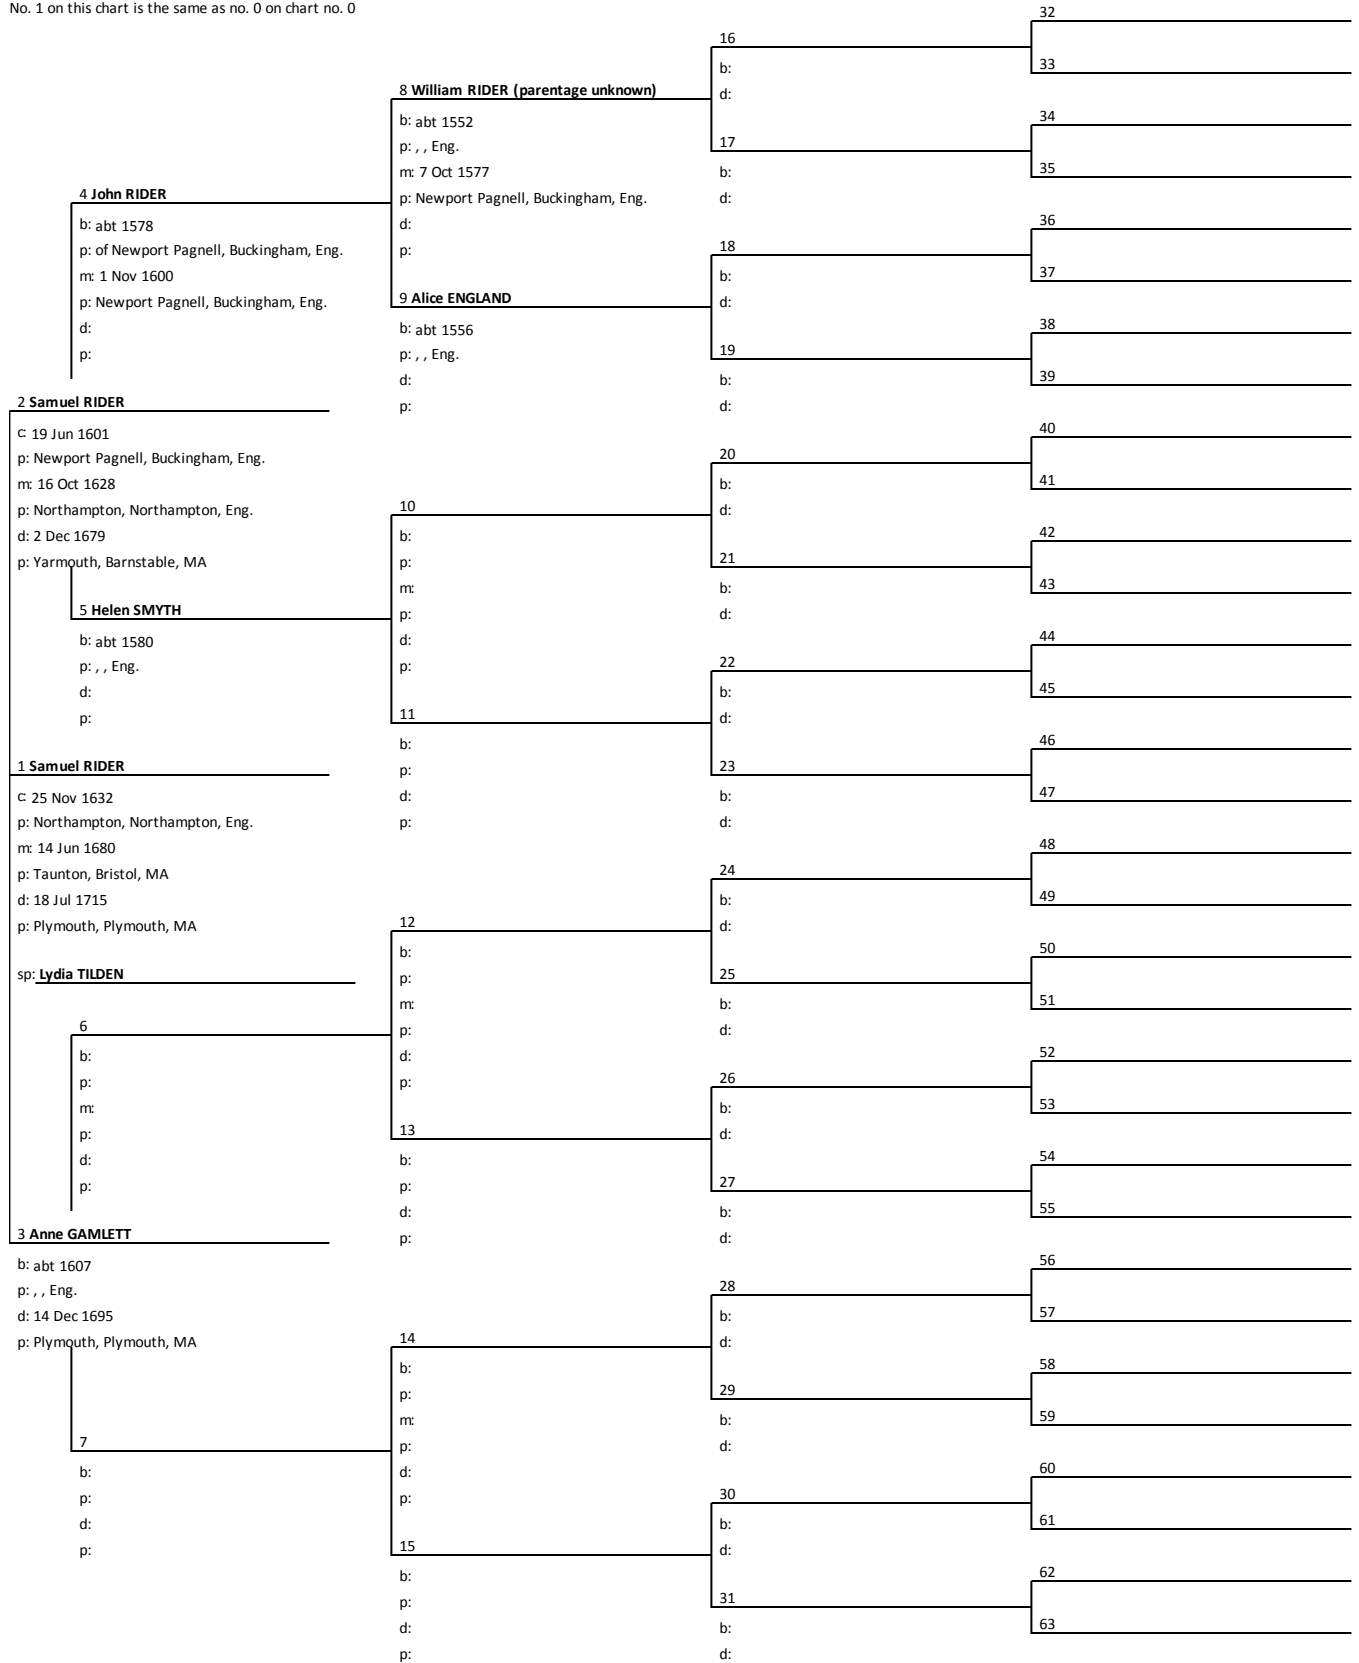 No. 1 on this chart is the same as no. 0 on chart no. 0
2 Samuel RIDER
c: 19 Jun 1601
p: Newport Pagnell, Buckingham, Eng.
m: 16 Oct 1628
p: Northampton, Northampton, Eng.
d: 2 Dec 1679
p: Yarmouth, Barnstable, MA
1 Samuel RIDER
c: 25 Nov 1632
p: Northampton, Northampton, Eng.
m: 14 Jun 1680
p: Taunton, Bristol, MA
d: 18 Jul 1715
p: Plymouth, Plymouth, MA
sp: Lydia TILDEN
3 Anne GAMLETT
b: abt 1607
p: , , Eng.
d: 14 Dec 1695
p: Plymouth, Plymouth, MA
4 John RIDER
b: abt 1578
p: of Newport Pagnell, Buckingham, Eng.
m: 1 Nov 1600
p: Newport Pagnell, Buckingham, Eng.
d:
p:
5 Helen SMYTH
b: abt 1580
p: , , Eng.
d:
p:
6
b:
p:
m:
p:
d:
p:
7
b:
p:
d:
p:
8 William RIDER (parentage unknown)
b: abt 1552
p: , , Eng.
m: 7 Oct 1577
p: Newport Pagnell, Buckingham, Eng.
d:
p:
9 Alice ENGLAND
b: abt 1556
p: , , Eng.
d:
p:
10
b:
p:
m:
p:
d:
p:
11
b:
p:
d:
p:
12
b:
p:
m:
p:
d:
p:
13
b:
p:
d:
p:
14
b:
p:
m:
p:
d:
p:
15
b:
p:
d:
p:
16
b:
d:
17
b:
d:
18
b:
d:
19
b:
d:
20
b:
d:
21
b:
d:
22
b:
d:
23
b:
d:
24
b:
d:
25
b:
d:
26
b:
d:
27
b:
d:
28
b:
d:
29
b:
d:
30
b:
d:
31
b:
d:
32
33
34
35
36
37
38
39
40
41
42
43
44
45
46
47
48
49
50
51
52
53
54
55
56
57
58
59
60
61
62
63